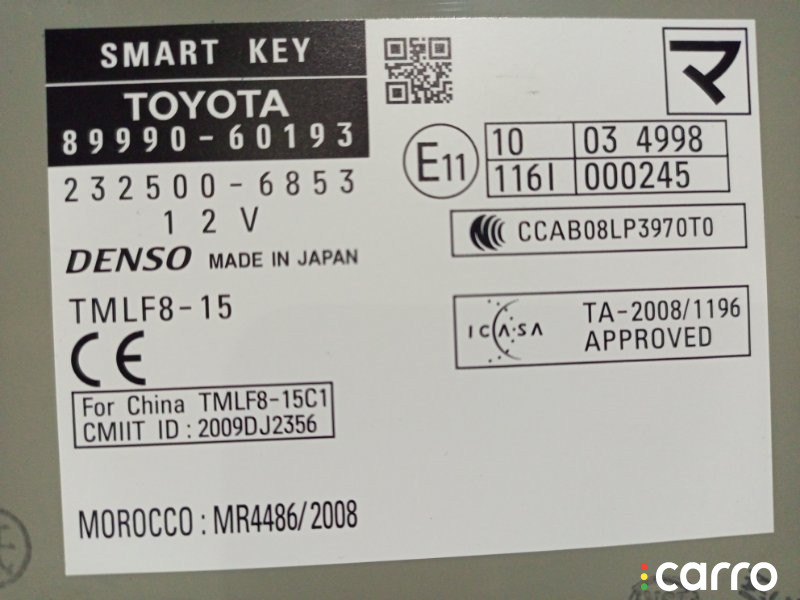 SMART KEY
TOYOTA
89990-60193
232500-6853
12V
DENSO MADE IN JAPAN
TMLF8-15
CE
For China TMLF8-15C1
CMIIT ID : 2009DJ2356
MOROCCO : MR4486/2008
マ
E11
10 03 4998
116I 000245
CCAB08LP3970T0
ICASA
TA-2008/1196
APPROVED
carro